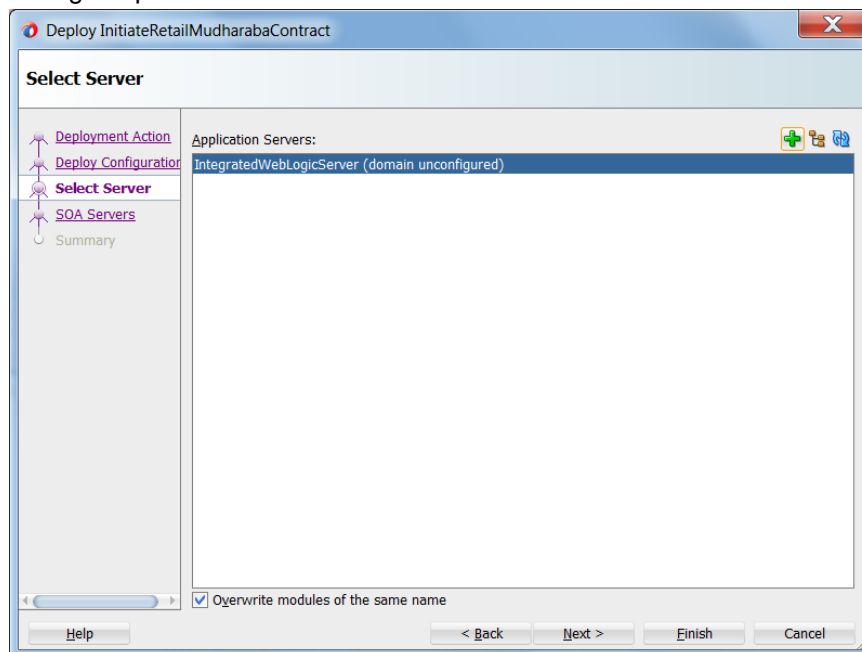 Deploy InitiateRetailMudharabaContract
Select Server
Deployment Action
Deploy Configuration
Select Server
SOA Servers
Summary
Application Servers:
IntegratedWebLogicServer (domain unconfigured)
Overwrite modules of the same name
Help
< Back
Next >
Finish
Cancel